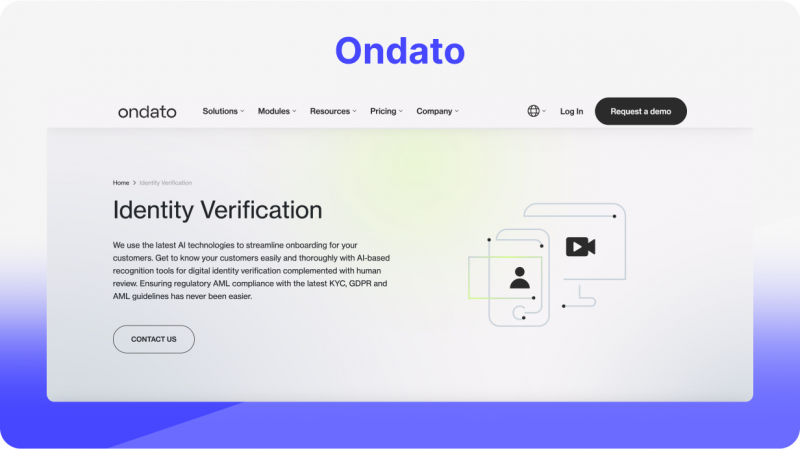 Ondato
ondato Solutions Modules Resources Pricing Company Log In Request a demo
Home > Identity Verification
Identity Verification
We use the latest AI technologies to streamline onboarding for your
customers. Get to know your customers easily and thoroughly with AI-based
recognition tools for digital identity verification complemented with human
review. Ensuring regulatory AML compliance with the latest KYC, GDPR and
AML guidelines has never been easier.
CONTACT US